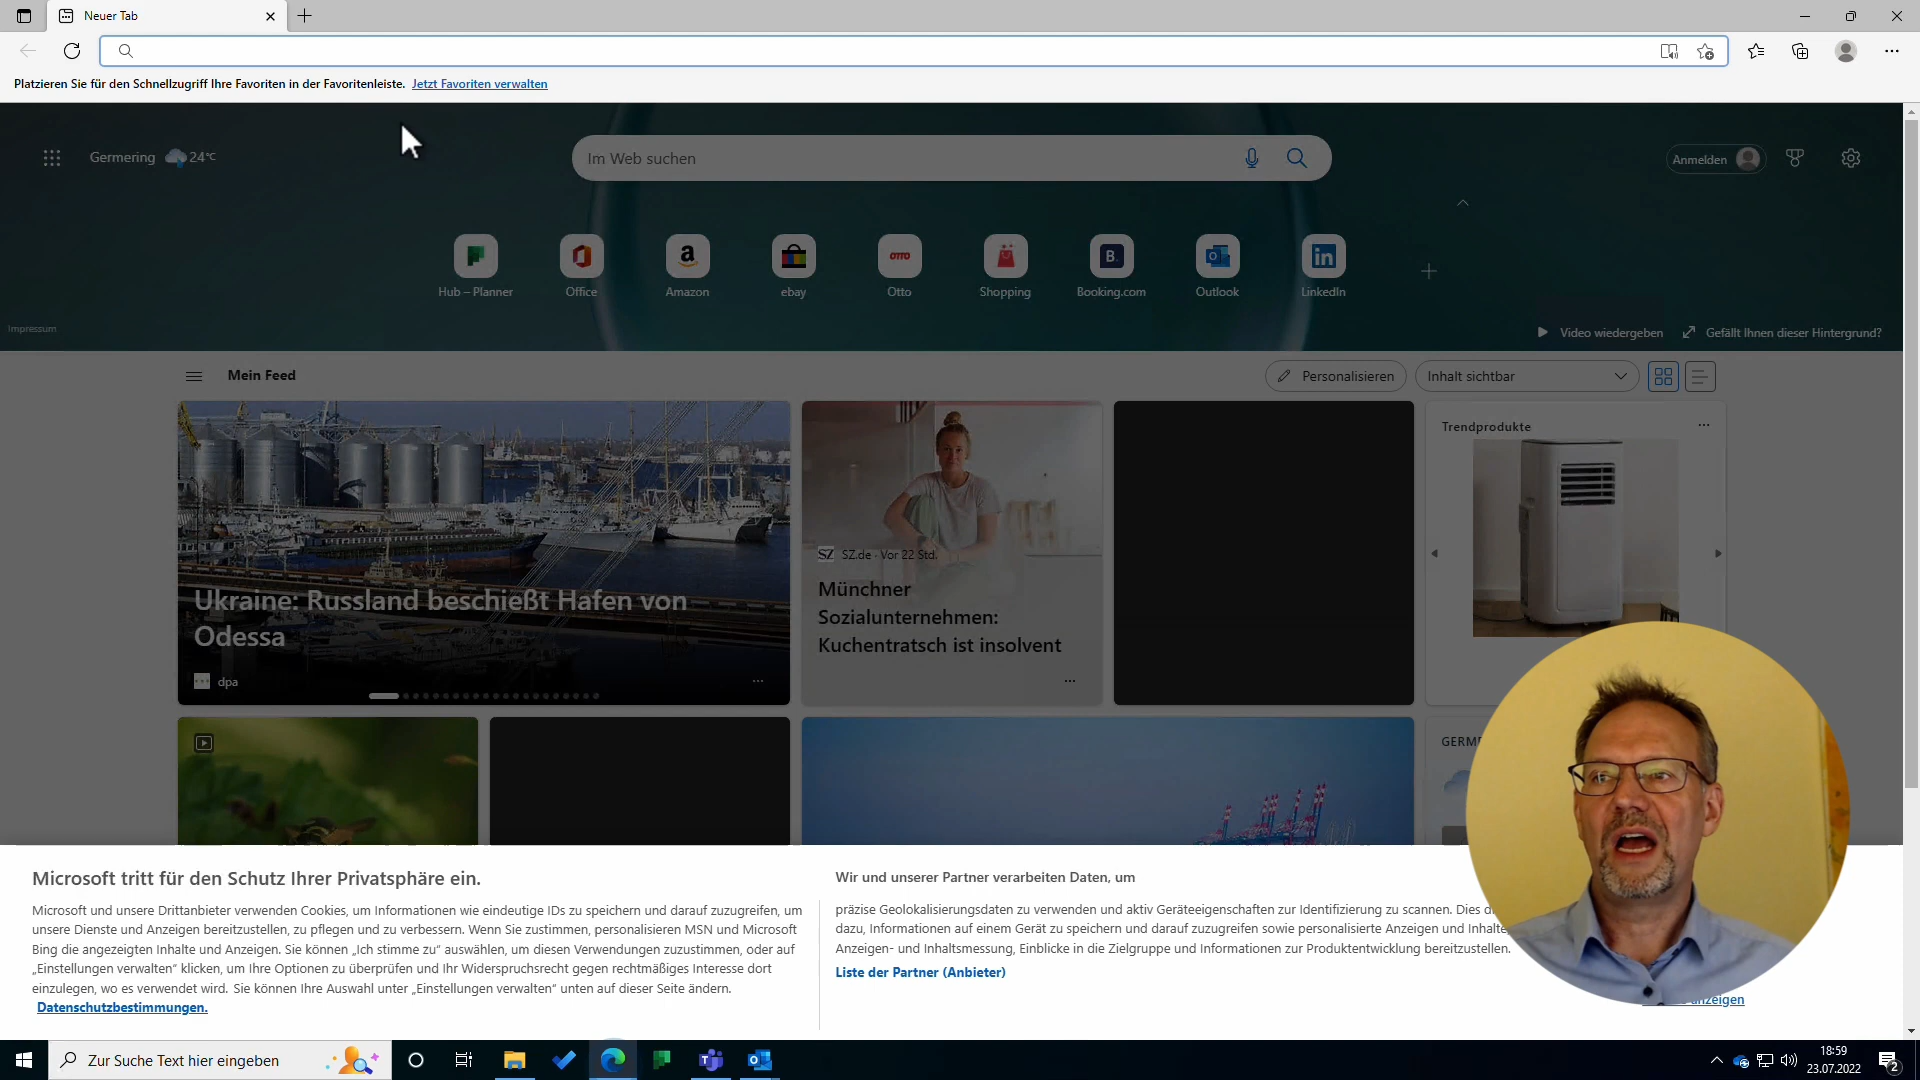 Neuer Tab
Platzieren Sie für den Schnellzugriff Ihre Favoriten in der Favoritenleiste. Jetzt Favoriten verwalten
Germering 24°C
Im Web suchen
Anmelden
Hub – Planner
Office
Amazon
ebay
OTTO
Otto
Shopping
B.
Booking.com
Outlook
LinkedIn
Impressum
Video wiedergeben
Gefällt Ihnen dieser Hintergrund?
Mein Feed
Personalisieren
Inhalt sichtbar
Ukraine: Russland beschießt Hafen von
Odessa
dpa
SZ SZ.de · Vor 22 Std.
Münchner
Sozialunternehmen:
Kuchentratsch ist insolvent
Trendprodukte
GERME
Microsoft tritt für den Schutz Ihrer Privatsphäre ein.
Microsoft und unsere Drittanbieter verwenden Cookies, um Informationen wie eindeutige IDs zu speichern und darauf zuzugreifen, um
unsere Dienste und Anzeigen bereitzustellen, zu pflegen und zu verbessern. Wenn Sie zustimmen, personalisieren MSN und Microsoft
Bing die angezeigten Inhalte und Anzeigen. Sie können „Ich stimme zu“ auswählen, um diesen Verwendungen zuzustimmen, oder auf
„Einstellungen verwalten“ klicken, um Ihre Optionen zu überprüfen und Ihr Widerspruchsrecht gegen rechtmäßiges Interesse dort
einzulegen, wo es verwendet wird. Sie können Ihre Auswahl unter „Einstellungen verwalten“ unten auf dieser Seite ändern.
Datenschutzbestimmungen.
Wir und unserer Partner verarbeiten Daten, um
präzise Geolokalisierungsdaten zu verwenden und aktiv Geräteeigenschaften zur Identifizierung zu scannen. Dies d
dazu, Informationen auf einem Gerät zu speichern und darauf zuzugreifen sowie personalisierte Anzeigen und Inhalte
Anzeigen- und Inhaltsmessung, Einblicke in die Zielgruppe und Informationen zur Produktentwicklung bereitzustellen.
Liste der Partner (Anbieter)
anzeigen
Zur Suche Text hier eingeben
18:59
23.07.2022
2